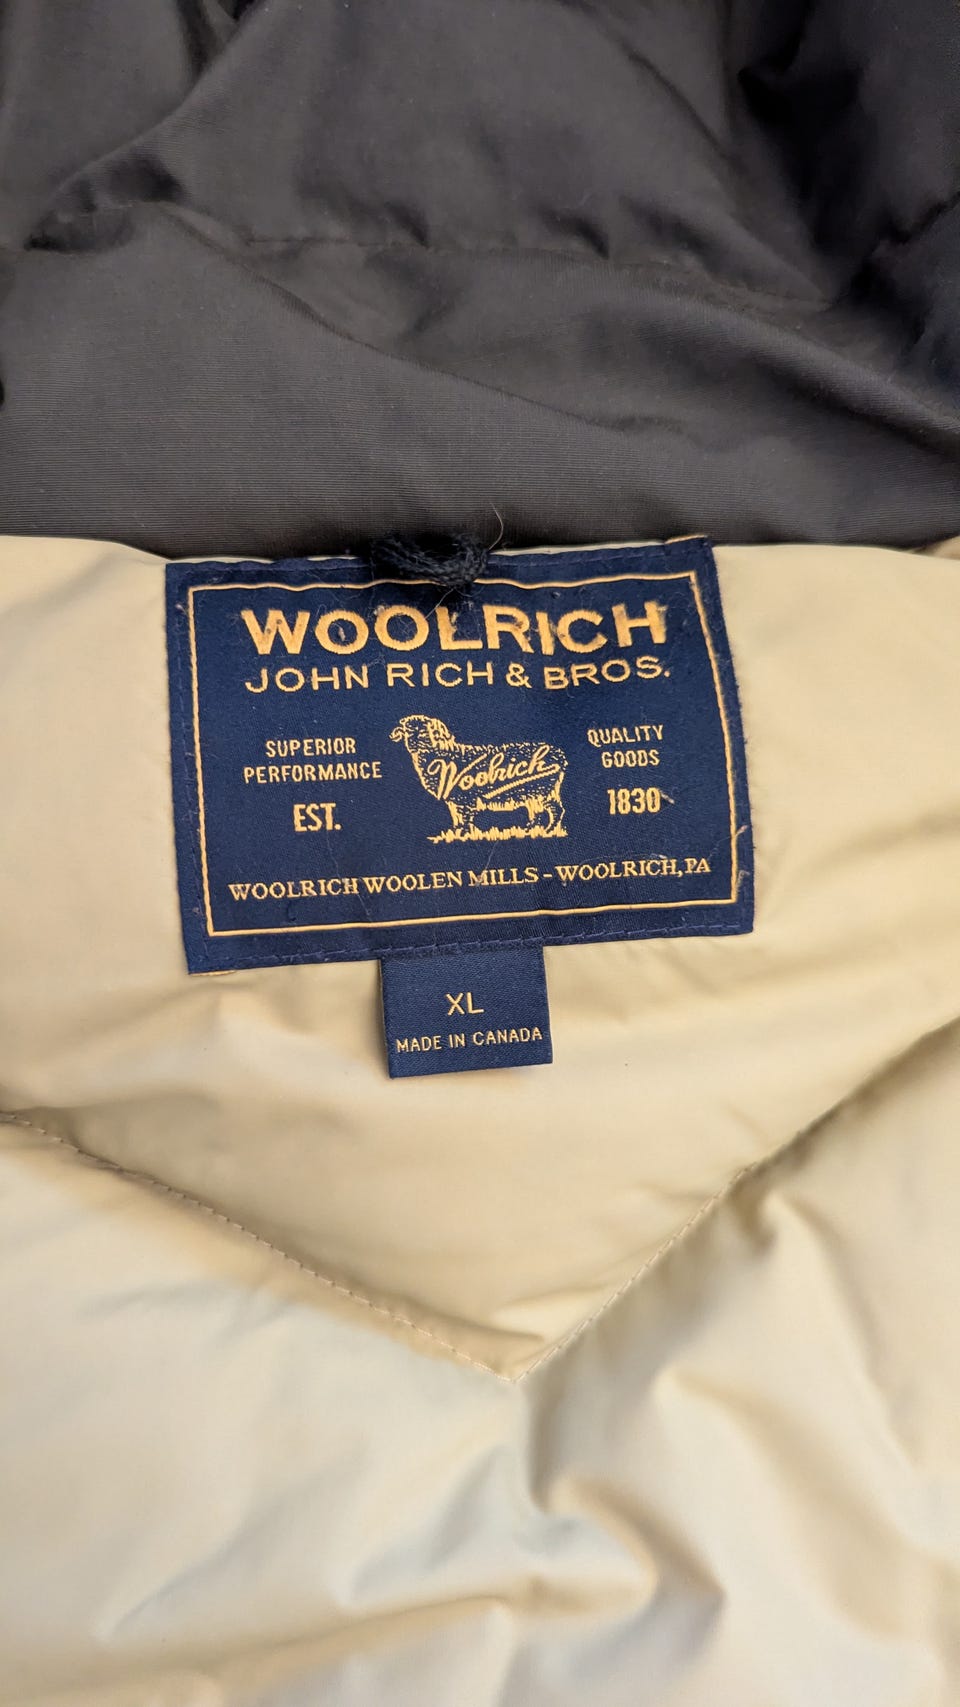 WOOLRICH
JOHN RICH & BROS.
SUPERIOR
PERFORMANCE
EST.
Woolrich
QUALITY
GOODS
1830
WOOLRICH WOOLEN MILLS - WOOLRICH, PA
XL
MADE IN CANADA